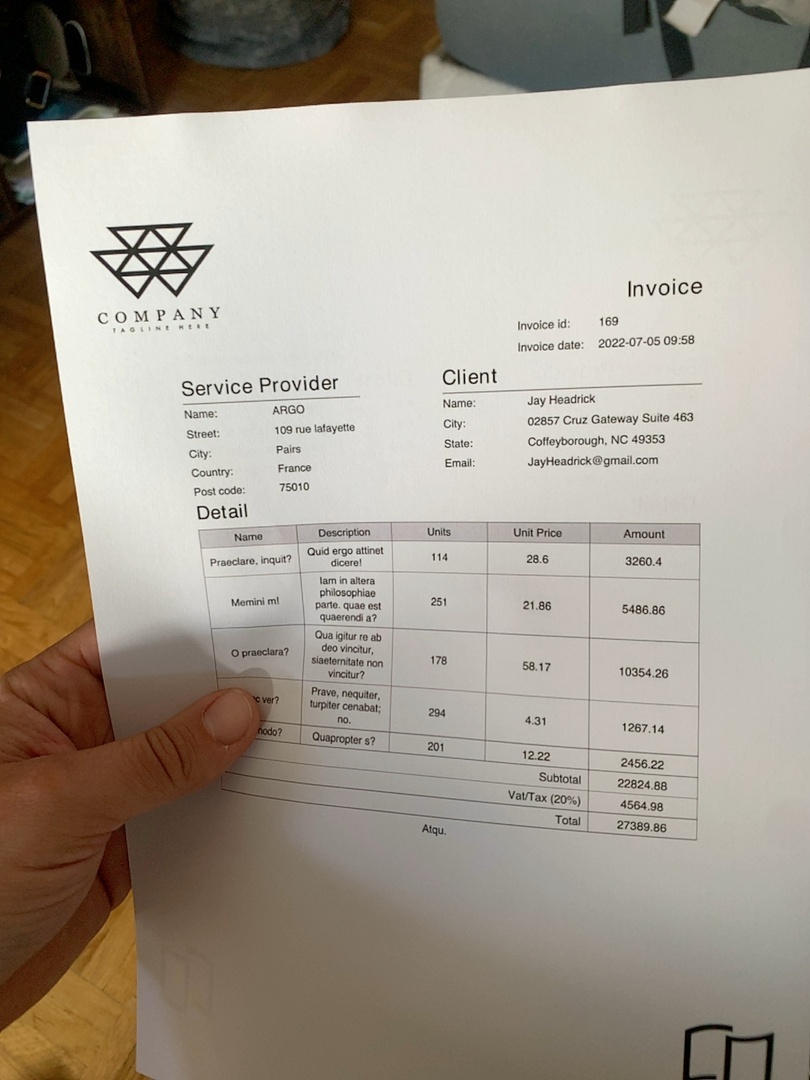 COMPANY
TAGLINE HERE
Invoice
Invoice id: 169
Invoice date: 2022-07-05 09:58
Service Provider
Name: ARGO
Street: 109 rue lafayette
City: Pairs
Country: France
Post code: 75010
Client
Name: Jay Headrick
City: 02857 Cruz Gateway Suite 463
State: Coffeyborough, NC 49353
Email: JayHeadrick@gmail.com
Detail
Name Description Units Unit Price Amount
Praeclare, inquit? Quid ergo attinet dicere! 114 28.6 3260.4
Memini m! Iam in altera philosophiae parte. quae est quaerendi a? 251 21.86 5486.86
O praeclara? Qua igitur re ab deo vincitur, siaeternitate non vincitur? 178 58.17 10354.26
ver? Prave, nequiter, turpiter cenabat; no. 294 4.31 1267.14
Quapropter s? 201 12.22 2456.22
Subtotal 22824.88
Vat/Tax (20%) 4564.98
Total 27389.86
Atqu.